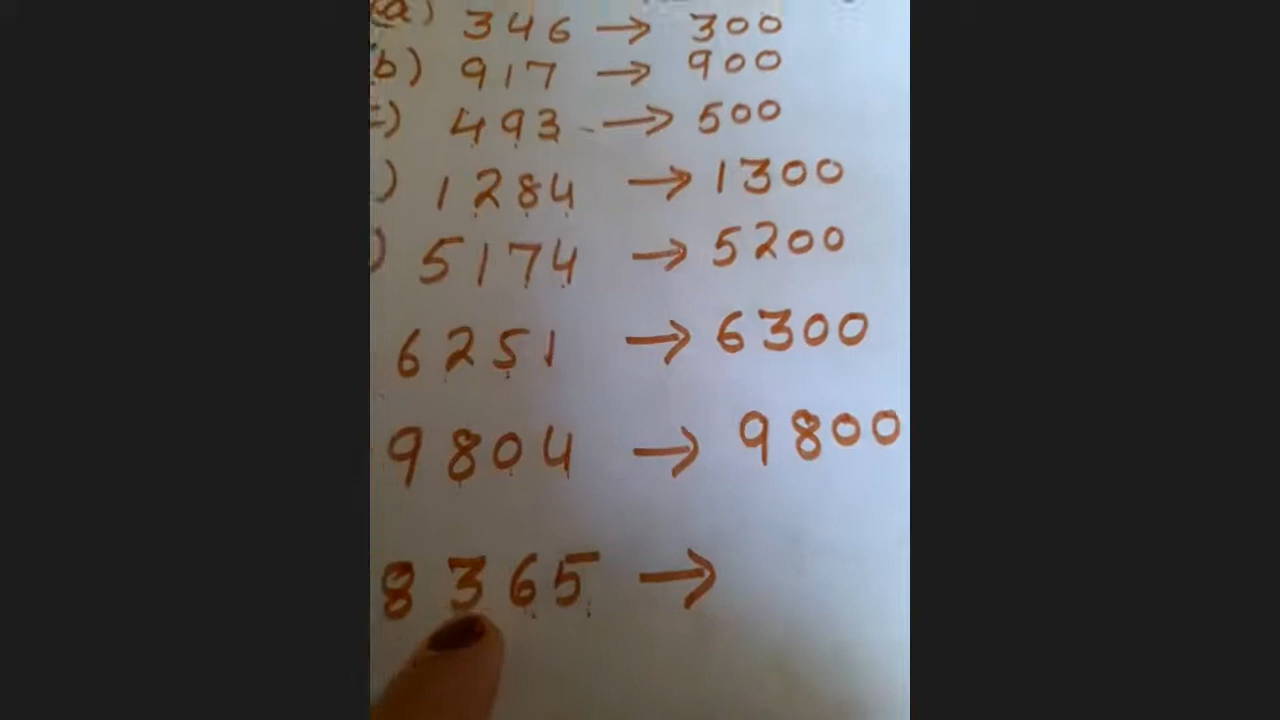 (a) 346 → 300
b) 917 → 900
) 493 → 500
) 1284 → 1300
) 5174 → 5200
6251 → 6300
9804 → 9800
8365 →